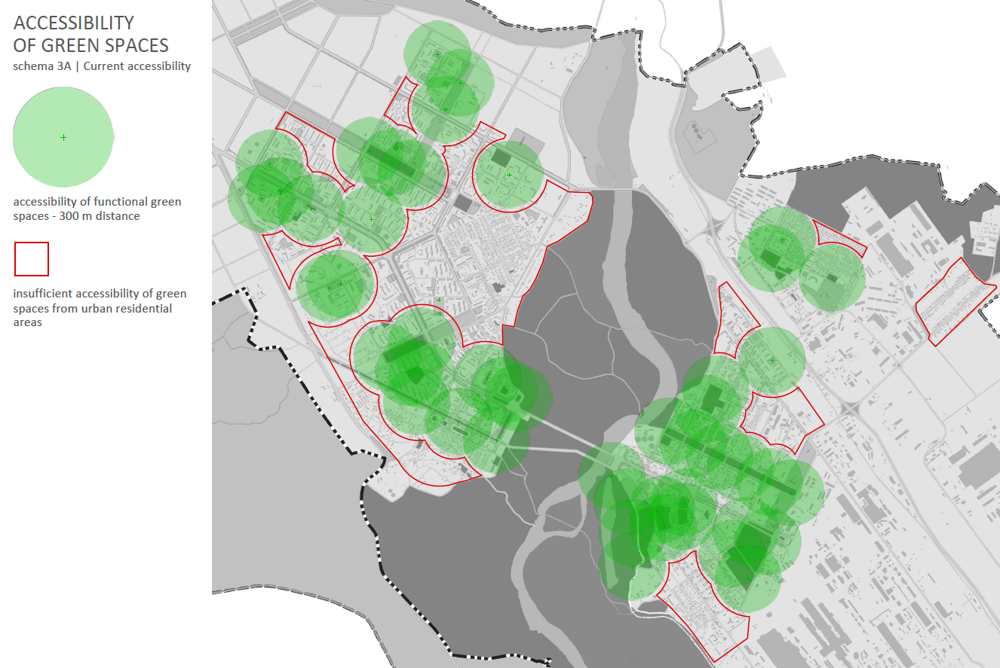 ACCESSIBILITY
OF GREEN SPACES
schema 3A | Current accessibility
accessibility of functional green
spaces - 300 m distance
insufficient accessibility of green
spaces from urban residential
areas